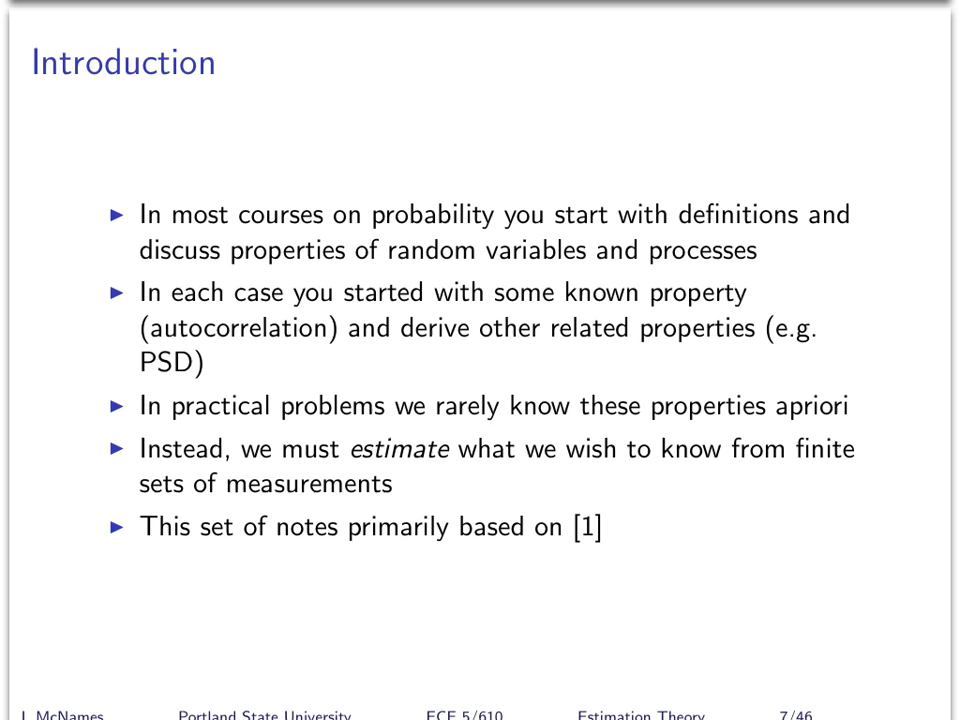 Introduction
► In most courses on probability you start with definitions and
discuss properties of random variables and processes
► In each case you started with some known property
(autocorrelation) and derive other related properties (e.g.
PSD)
► In practical problems we rarely know these properties apriori
► Instead, we must estimate what we wish to know from finite
sets of measurements
► This set of notes primarily based on [1]
J. McNames Portland State University ECE 5/610 Estimation Theory 7/46